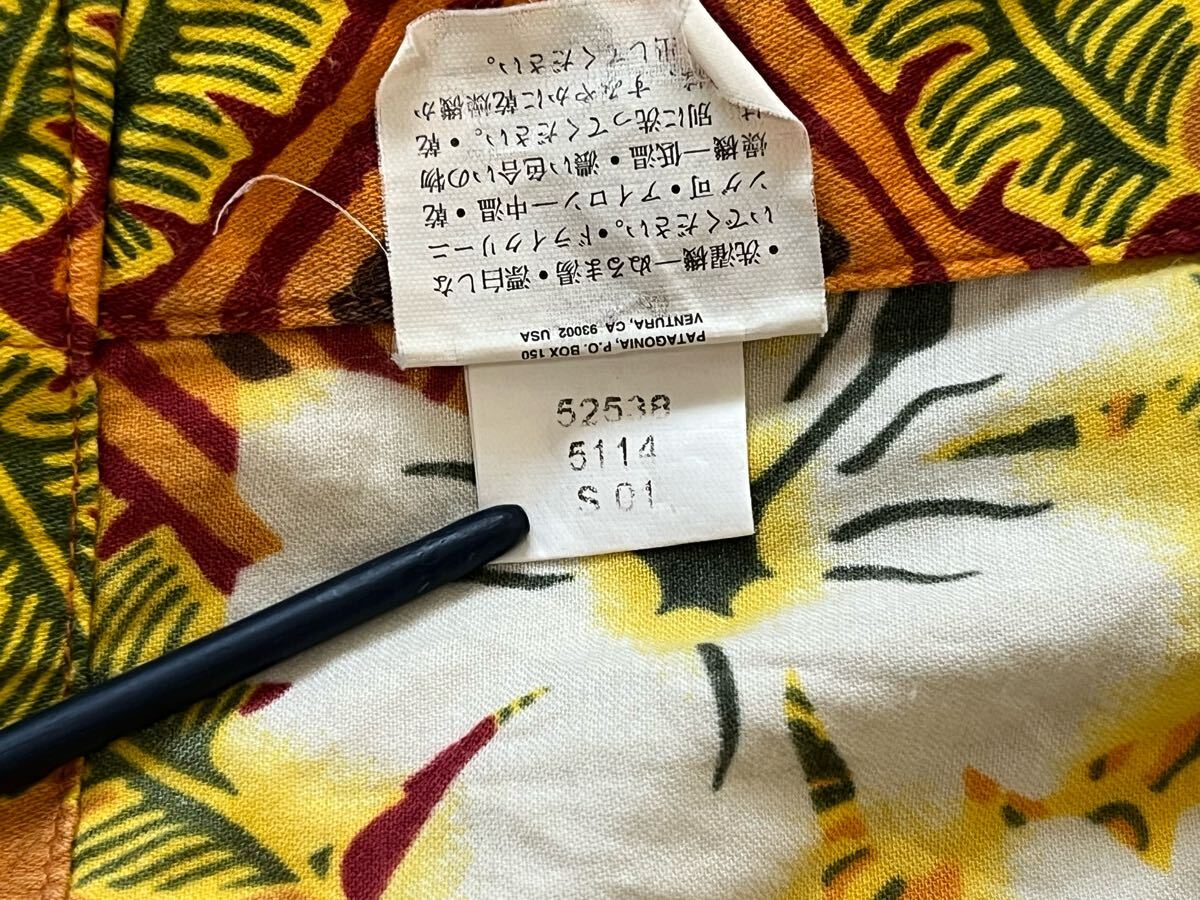 ・洗濯機―ぬるま湯・漂白しな
いでください。・ドライクリーニ
ング可・アイロン―中温・乾
燥機―低温・濃い色合いの物
は 別に洗ってください。・乾
すみやかに乾燥機か
出してください。
PATAGONIA, P.O. BOX 150
VENTURA, CA 93002 USA
52538
5114
S 01